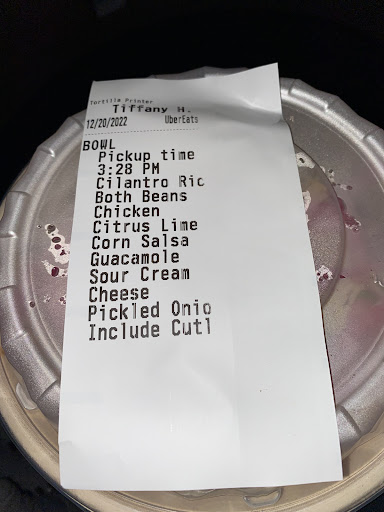 Tortilla Printer
Tiffany H.
12/20/2022 UberEats
BOWL
Pickup time
3:28 PM
Cilantro Ric
Both Beans
Chicken
Citrus Lime
Corn Salsa
Guacamole
Sour Cream
Cheese
Pickled Onio
Include Cutl